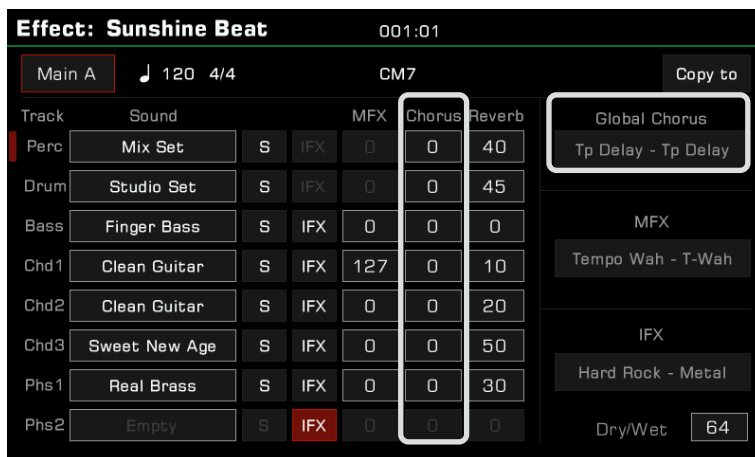 Effect: Sunshine Beat 001:01
Main A 120 4/4 CM7 Copy to
Track Sound MFX Chorus Reverb Global Chorus
Perc Mix Set S IFX 0 0 40 Tp Delay - Tp Delay
Drum Studio Set S IFX 0 0 45
Bass Finger Bass S IFX 0 0 0 MFX
Chd1 Clean Guitar S IFX 127 0 10 Tempo Wah - T-Wah
Chd2 Clean Guitar S IFX 0 0 20
Chd3 Sweet New Age S IFX 0 0 50 IFX
Phs1 Real Brass S IFX 0 0 30 Hard Rock - Metal
Phs2 Empty S IFX 0 0 0 Dry/Wet 64